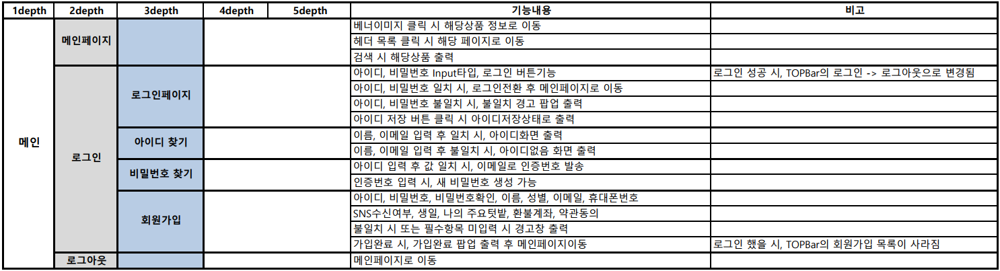 1depth 2depth 3depth 4depth 5depth 기능내용 비고
메인 메인페이지 베너이미지 클릭 시 해당상품 정보로 이동
헤더 목록 클릭 시 해당 페이지로 이동
검색 시 해당상품 출력
로그인 로그인페이지 아이디, 비밀번호 Input타입, 로그인 버튼기능 로그인 성공 시, TOPBar의 로그인 -> 로그아웃으로 변경됨
아이디, 비밀번호 일치 시, 로그인전환 후 메인페이지로 이동
아이디, 비밀번호 불일치 시, 불일치 경고 팝업 출력
아이디 저장 버튼 클릭 시 아이디저장상태로 출력
아이디 찾기 이름, 이메일 입력 후 일치 시, 아이디화면 출력
이름, 이메일 입력 후 불일치 시, 아이디없음 화면 출력
비밀번호 찾기 아이디 입력 후 값 일치 시, 이메일로 인증번호 발송
인증번호 입력 시, 새 비밀번호 생성 가능
회원가입 아이디, 비밀번호, 비밀번호확인, 이름, 성별, 이메일, 휴대폰번호
SNS수신여부, 생일, 나의 주요텃밭, 환불계좌, 약관동의
불일치 시 또는 필수항목 미입력 시 경고창 출력
가입완료 시, 가입완료 팝업 출력 후 메인페이지이동 로그인 했을 시, TOPBar의 회원가입 목록이 사라짐
로그아웃 메인페이지로 이동